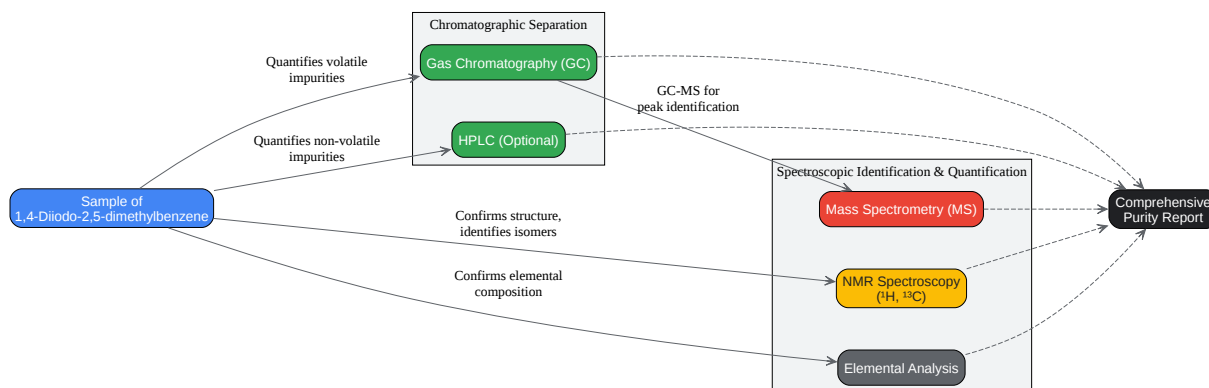 Chromatographic Separation
Quantifies volatile
impurities
Gas Chromatography (GC)
GC-MS for
peak identification
Quantifies non-volatile
impurities
HPLC (Optional)
Spectroscopic Identification & Quantification
Sample of
1,4-Diiodo-2,5-dimethylbenzene
Mass Spectrometry (MS)
Comprehensive
Purity Report
Confirms structure,
identifies isomers
Confirms elemental
composition
NMR Spectroscopy
(¹H, ¹³C)
Elemental Analysis